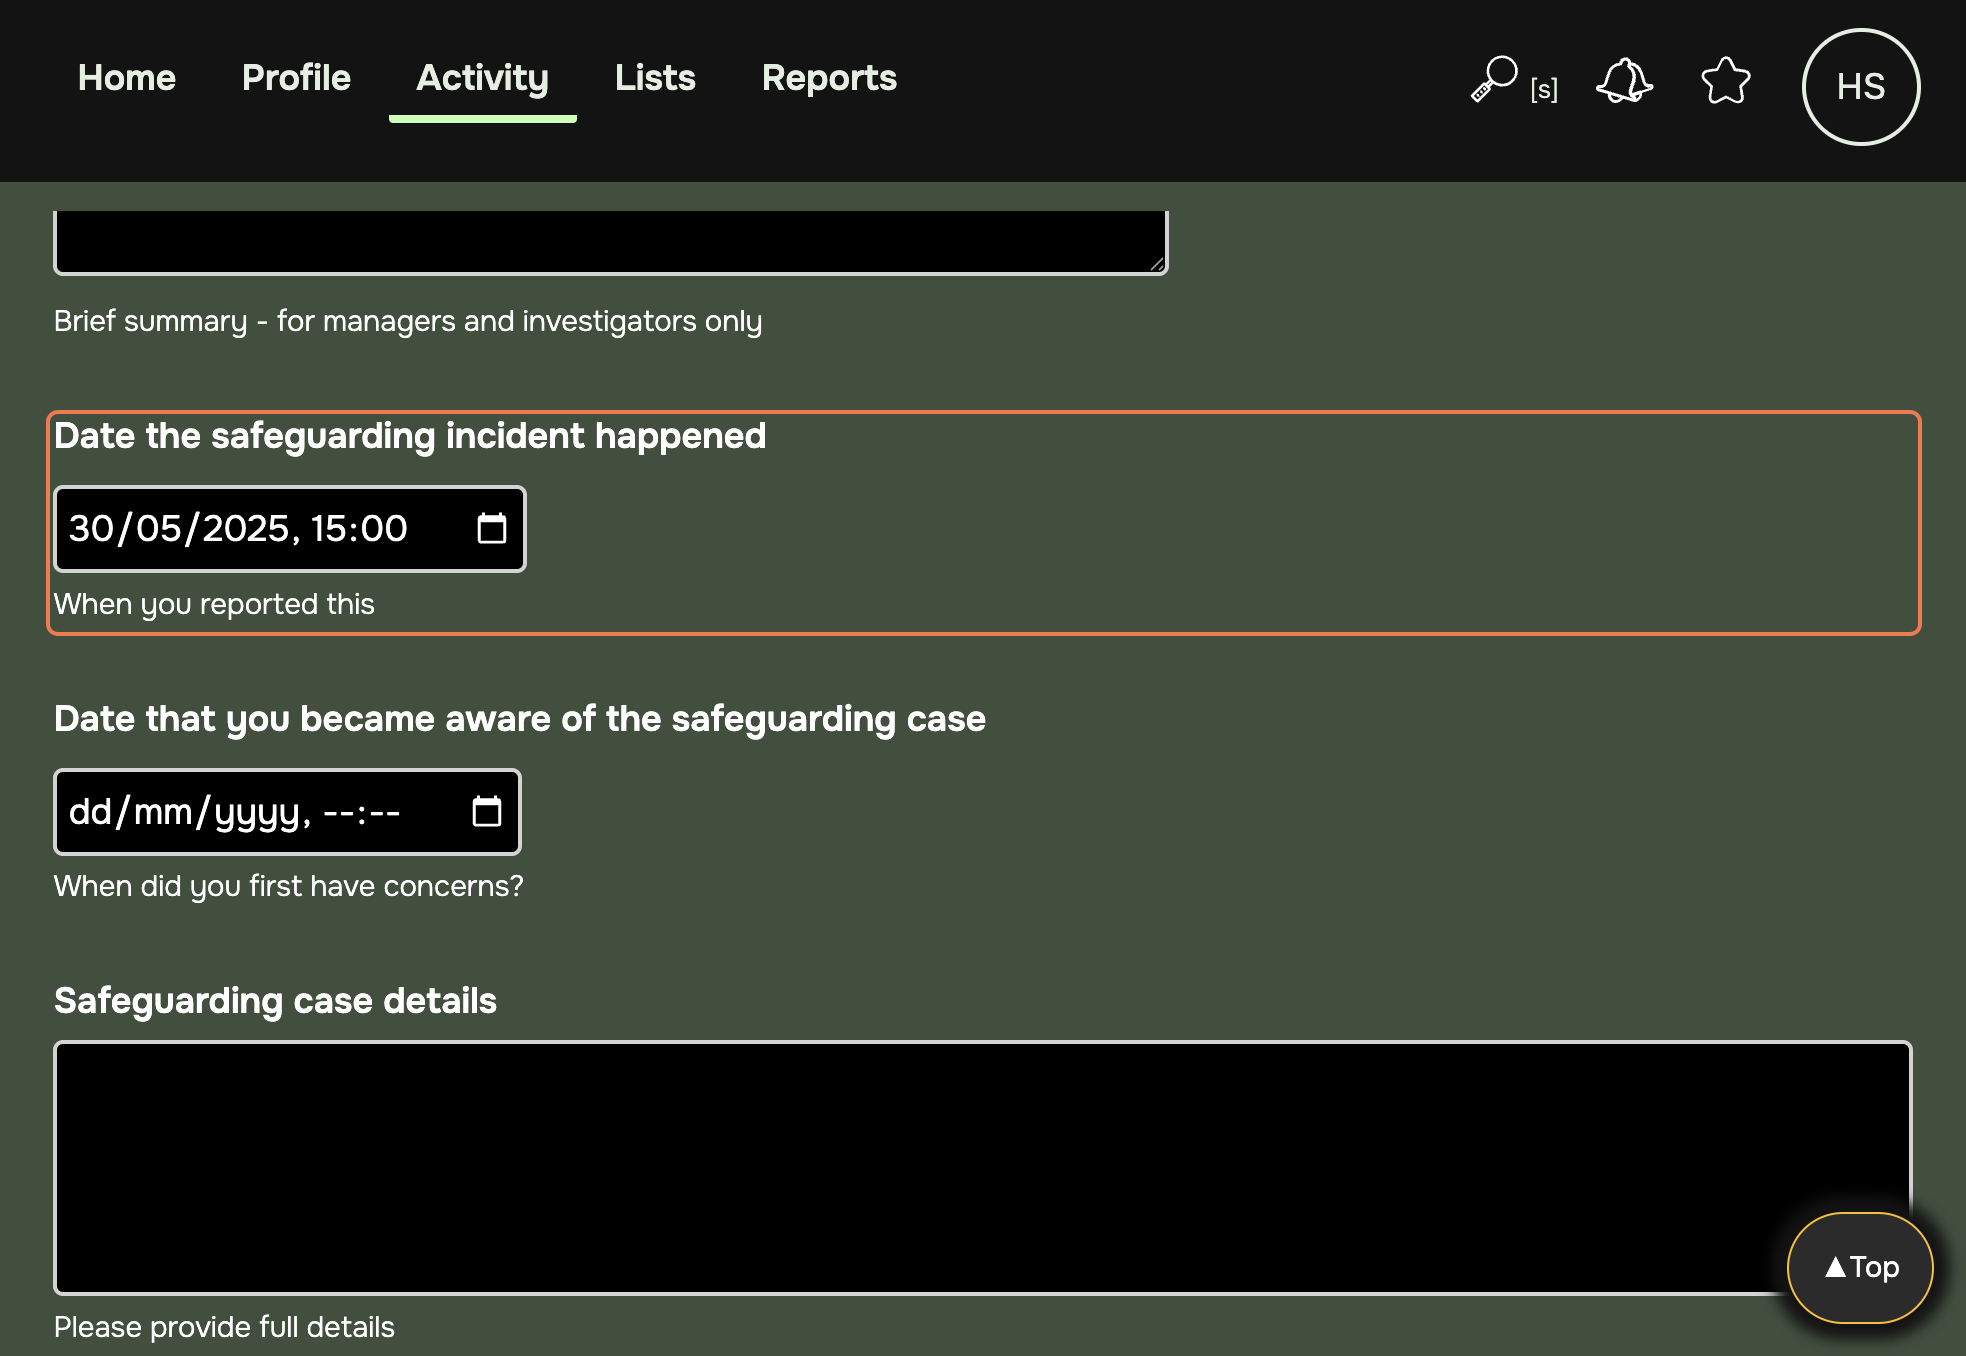 Home Profile Activity Lists Reports [s] HS
Brief summary - for managers and investigators only
Date the safeguarding incident happened
30/05/2025, 15:00
When you reported this
Date that you became aware of the safeguarding case
dd/mm/yyyy, --:--
When did you first have concerns?
Safeguarding case details
▲Top
Please provide full details